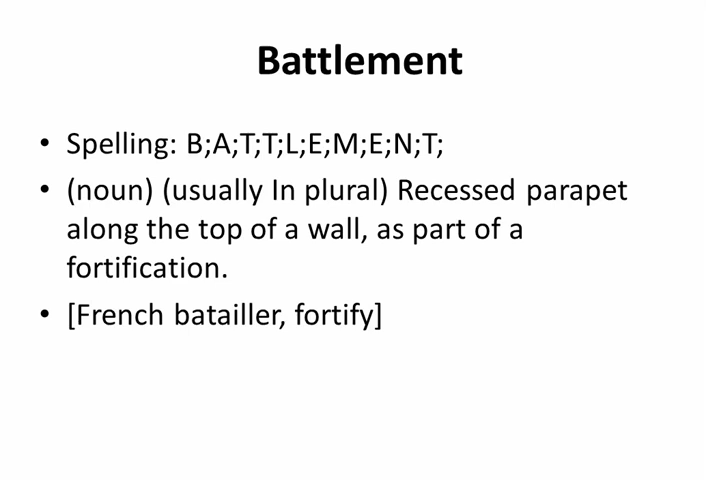 Battlement
• Spelling: B;A;T;T;L;E;M;E;N;T;
• (noun) (usually In plural) Recessed parapet
along the top of a wall, as part of a
fortification.
• [French batailler, fortify]